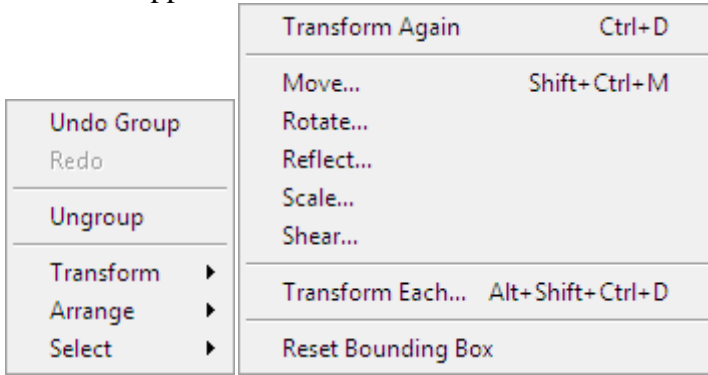 Undo Group
Redo
Ungroup
Transform
Arrange
Select
Transform Again Ctrl+D
Move... Shift+Ctrl+M
Rotate...
Reflect...
Scale...
Shear...
Transform Each... Alt+Shift+Ctrl+D
Reset Bounding Box